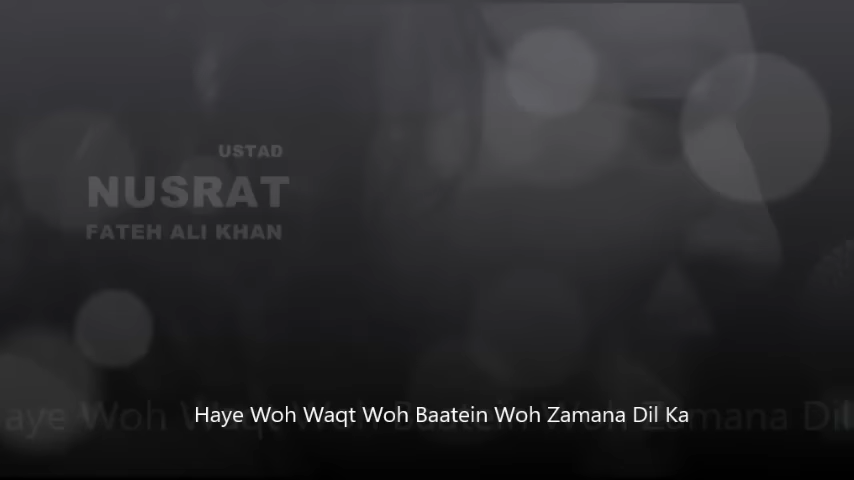 USTAD
NUSRAT
FATEH ALI KHAN
Haye Woh Waqt Woh Baatein Woh Zamana Dil Ka